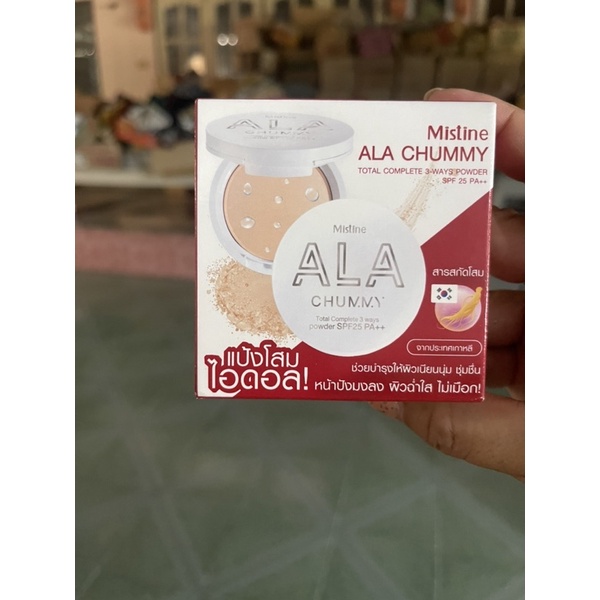 Mistine
ALA CHUMMY
TOTAL COMPLETE 3-WAYS POWDER
SPF 25 PA++
Mistine
ALA
CHUMMY
Total Complete 3 ways
powder SPF25 PA++
สารสกัดโสม
จากประเทศเกาหลี
แป้งโสม
ไอดอล!
ช่วยบำรุงให้ผิวเนียนนุ่ม ชุ่มชื่น
หน้าปังมงลง ผิวฉ่ำใส ไม่เมือก!